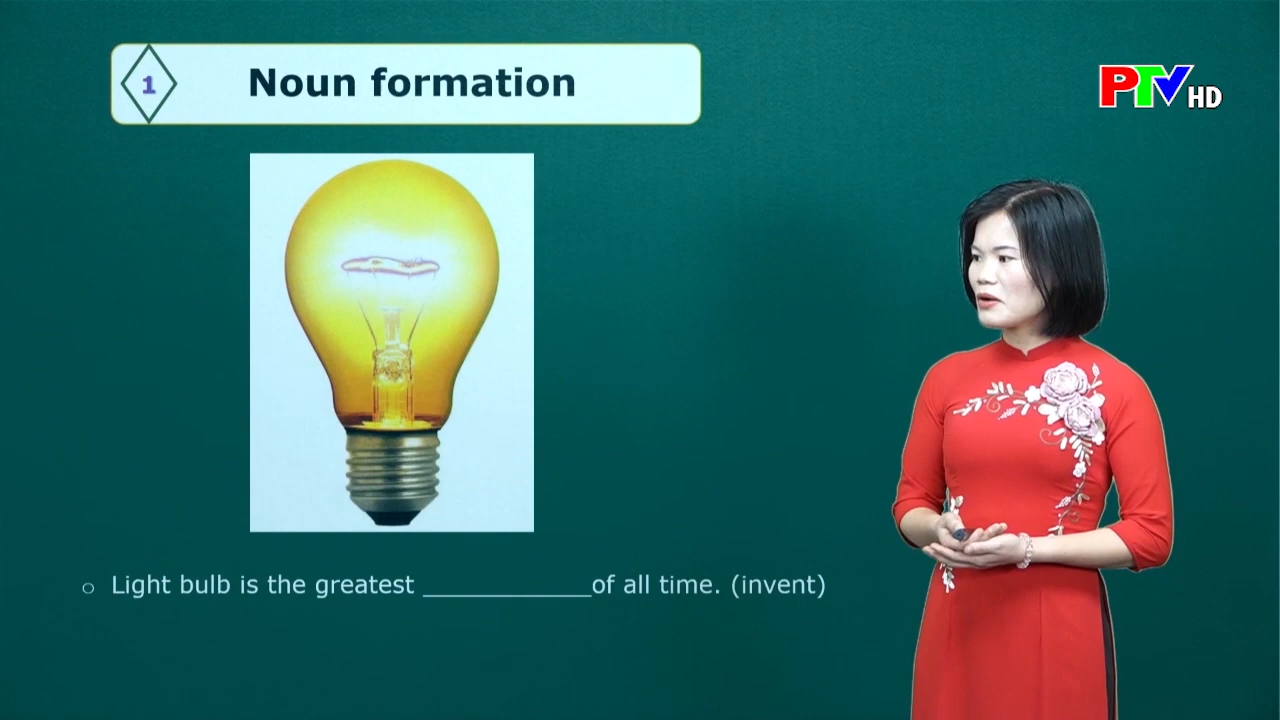 1
Noun formation
PTV HD
o Light bulb is the greatest ____________of all time. (invent)